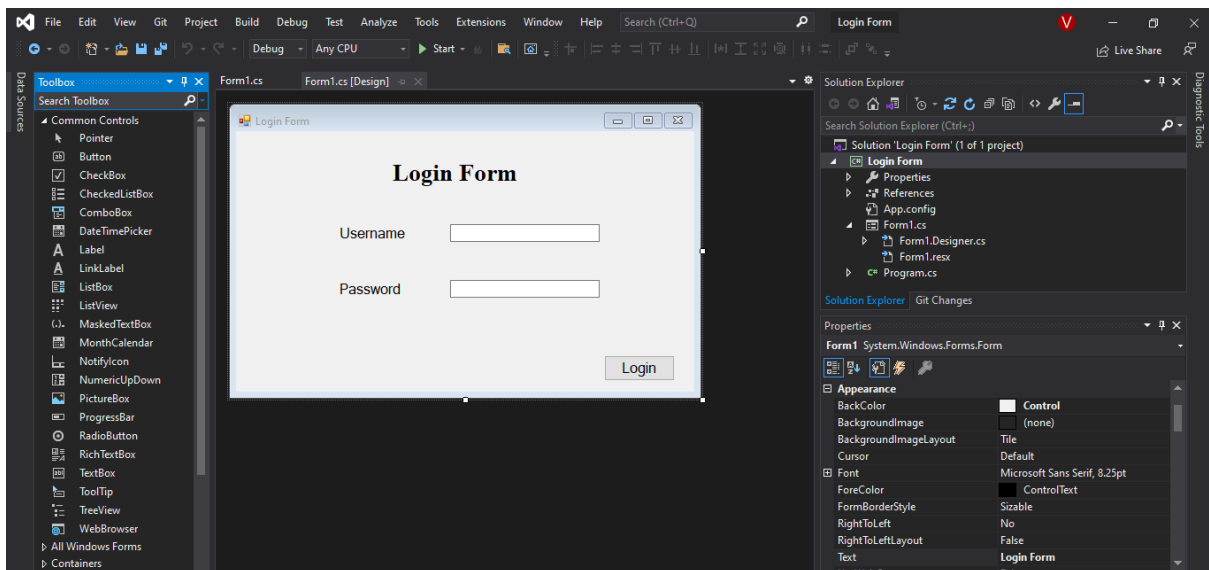 File Edit View Git Project Build Debug Test Analyze Tools Extensions Window Help Search (Ctrl+Q) Login Form V
Debug Any CPU Start Live Share
Data Sources
Toolbox
Search Toolbox
Common Controls
Pointer
Button
CheckBox
CheckedListBox
ComboBox
DateTimePicker
Label
LinkLabel
ListBox
ListView
MaskedTextBox
MonthCalendar
NotifyIcon
NumericUpDown
PictureBox
ProgressBar
RadioButton
RichTextBox
TextBox
ToolTip
TreeView
WebBrowser
All Windows Forms
Containers
Form1.cs Form1.cs [Design]
Login Form
Login Form
Username
Password
Login
Solution Explorer
Search Solution Explorer (Ctrl+;)
Solution 'Login Form' (1 of 1 project)
C# Login Form
Properties
References
App.config
Form1.cs
Form1.Designer.cs
Form1.resx
C# Program.cs
Solution Explorer Git Changes
Properties
Form1 System.Windows.Forms.Form
Appearance
BackColor Control
BackgroundImage (none)
BackgroundImageLayout Tile
Cursor Default
Font Microsoft Sans Serif, 8.25pt
ForeColor ControlText
FormBorderStyle Sizable
RightToLeft No
RightToLeftLayout False
Text Login Form
Diagnostic Tools